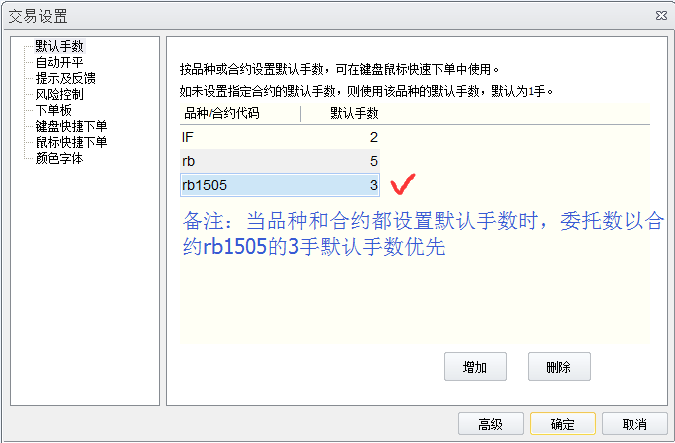 交易设置
默认手数
自动开平
提示及反馈
风险控制
下单板
键盘快捷下单
鼠标快捷下单
颜色字体
按品种或合约设置默认手数，可在键盘鼠标快速下单中使用。
如未设置指定合约的默认手数，则使用该品种的默认手数，默认为1手。
品种/合约代码 默认手数
IF 2
rb 5
rb1505 3
备注：当品种和合约都设置默认手数时，委托数以合
约rb1505的3手默认手数优先
增加 删除
高级 确定 取消